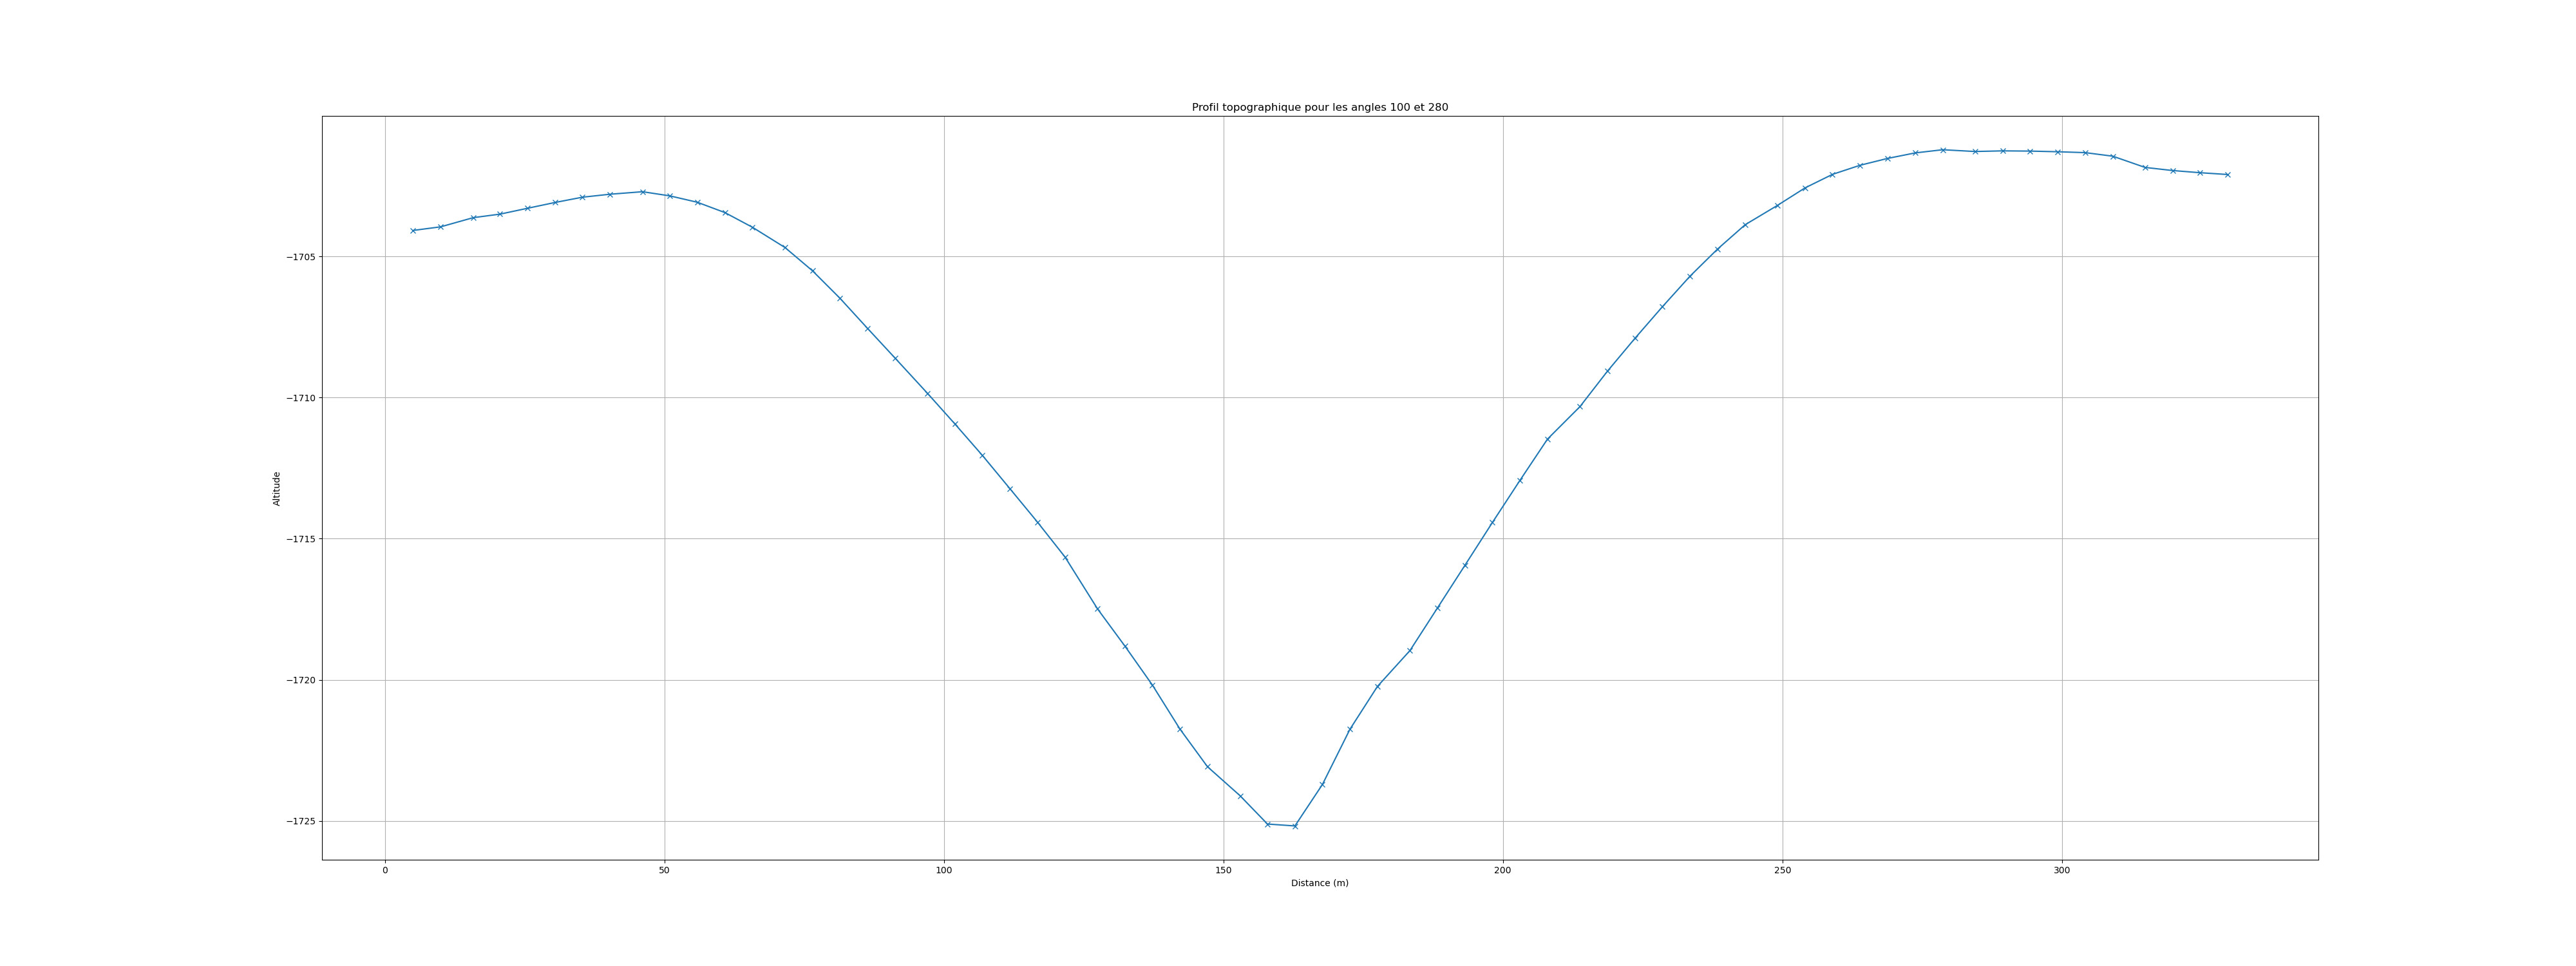 Profil topographique pour les angles 100 et 280
−1705
−1710
−1715
−1720
−1725
Altitude
0 50 100 150 200 250 300
Distance (m)